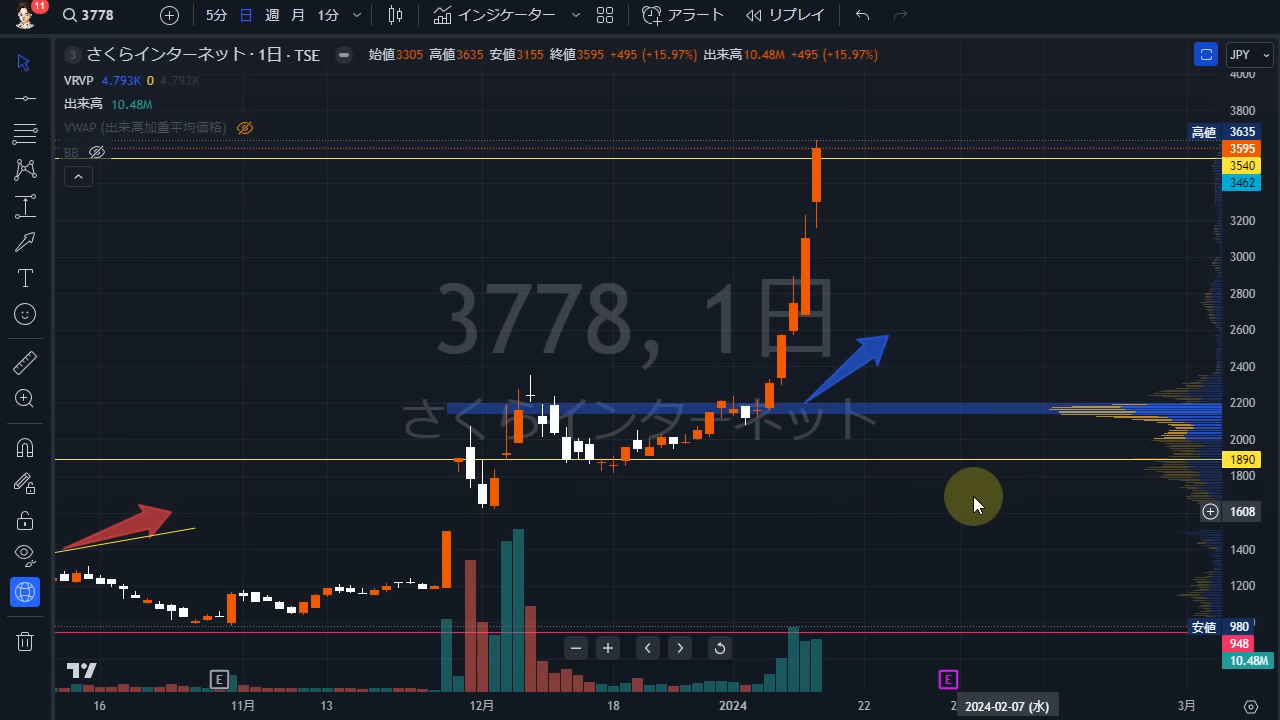 11
3778
5分 日 週 月 1分
インジケーター
アラート
リプレイ
3 さくらインターネット · 1日 · TSE
始値3305 高値3635 安値3155 終値3595 +495 (+15.97%) 出来高10.48M +495 (+15.97%)
JPY
VRVP 4.793K 0 4.793K
出来高 10.48M
VWAP (出来高加重平均価格)
BB
3778, 1日
さくらインターネット
4000
3800
高値 3635
3595
3540
3462
3200
3000
2800
2600
2400
2200
2000
1890
1800
1608
1400
1200
安値 980
948
10.48M
E
E
16
11月
13
12月
18
2024
22
2024-02-07 (水)
3月